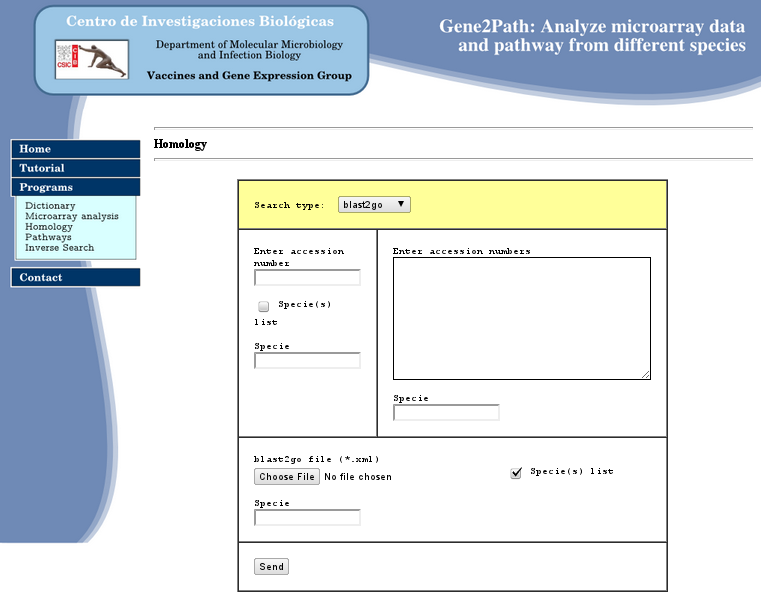 Centro de Investigaciones Biológicas
CSIC
CIB
Department of Molecular Microbiology
and Infection Biology
Vaccines and Gene Expression Group
Gene2Path: Analyze microarray data
and pathway from different species
Home
Tutorial
Programs
Dictionary
Microarray analysis
Homology
Pathways
Inverse Search
Contact
Homology
Search type: blast2go
Enter accession
number
Specie(s)
list
Specie
Enter accession numbers
Specie
blast2go file (*.xml)
Choose File No file chosen
Specie(s) list
Specie
Send